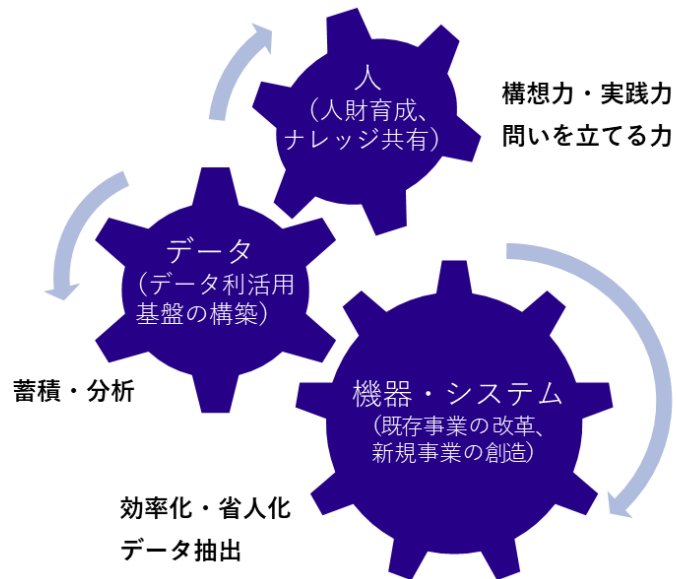 人
（人財育成、
ナレッジ共有）
構想力・実践力
問いを立てる力
データ
（データ利活用
基盤の構築）
蓄積・分析
機器・システム
（既存事業の改革、
新規事業の創造）
効率化・省人化
データ抽出